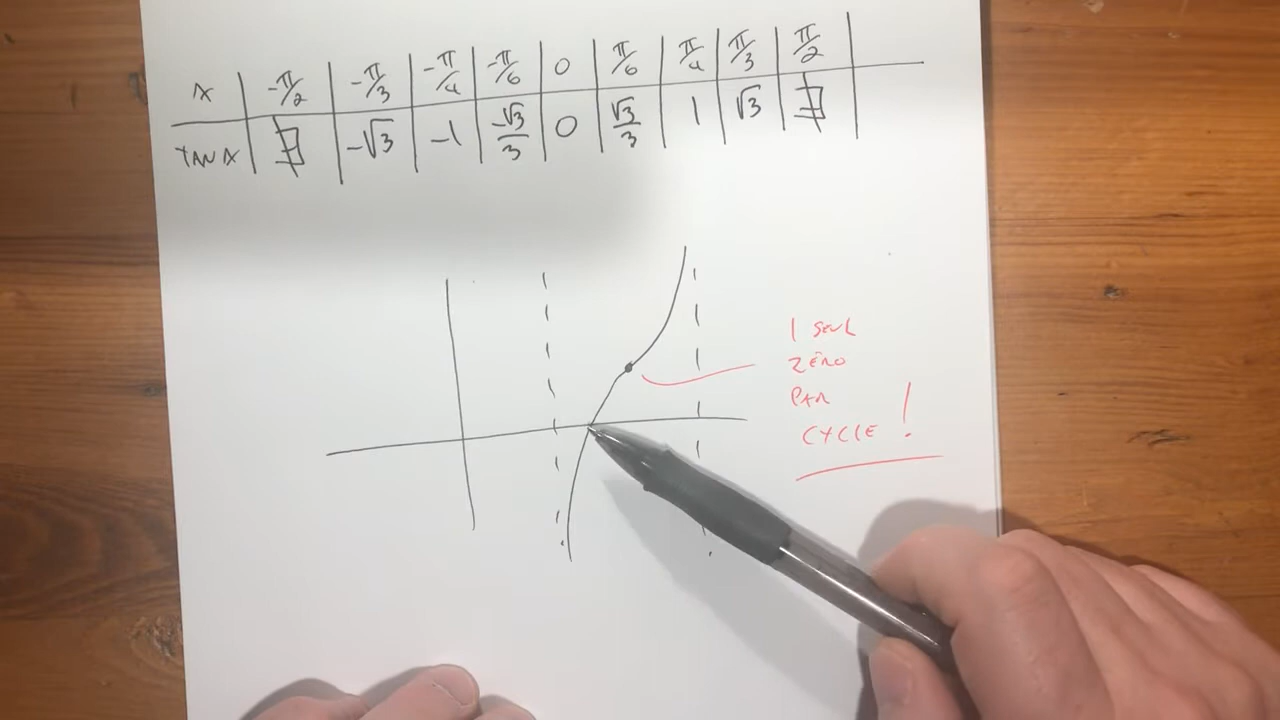 x -π/2 -π/3 -π/4 -π/6 0 π/6 π/4 π/3 π/2
TAN x ∄ -√3 -1 -√3/3 0 √3/3 1 √3 ∄
1 SEUL
ZÉRO
PAR
CYCLE !